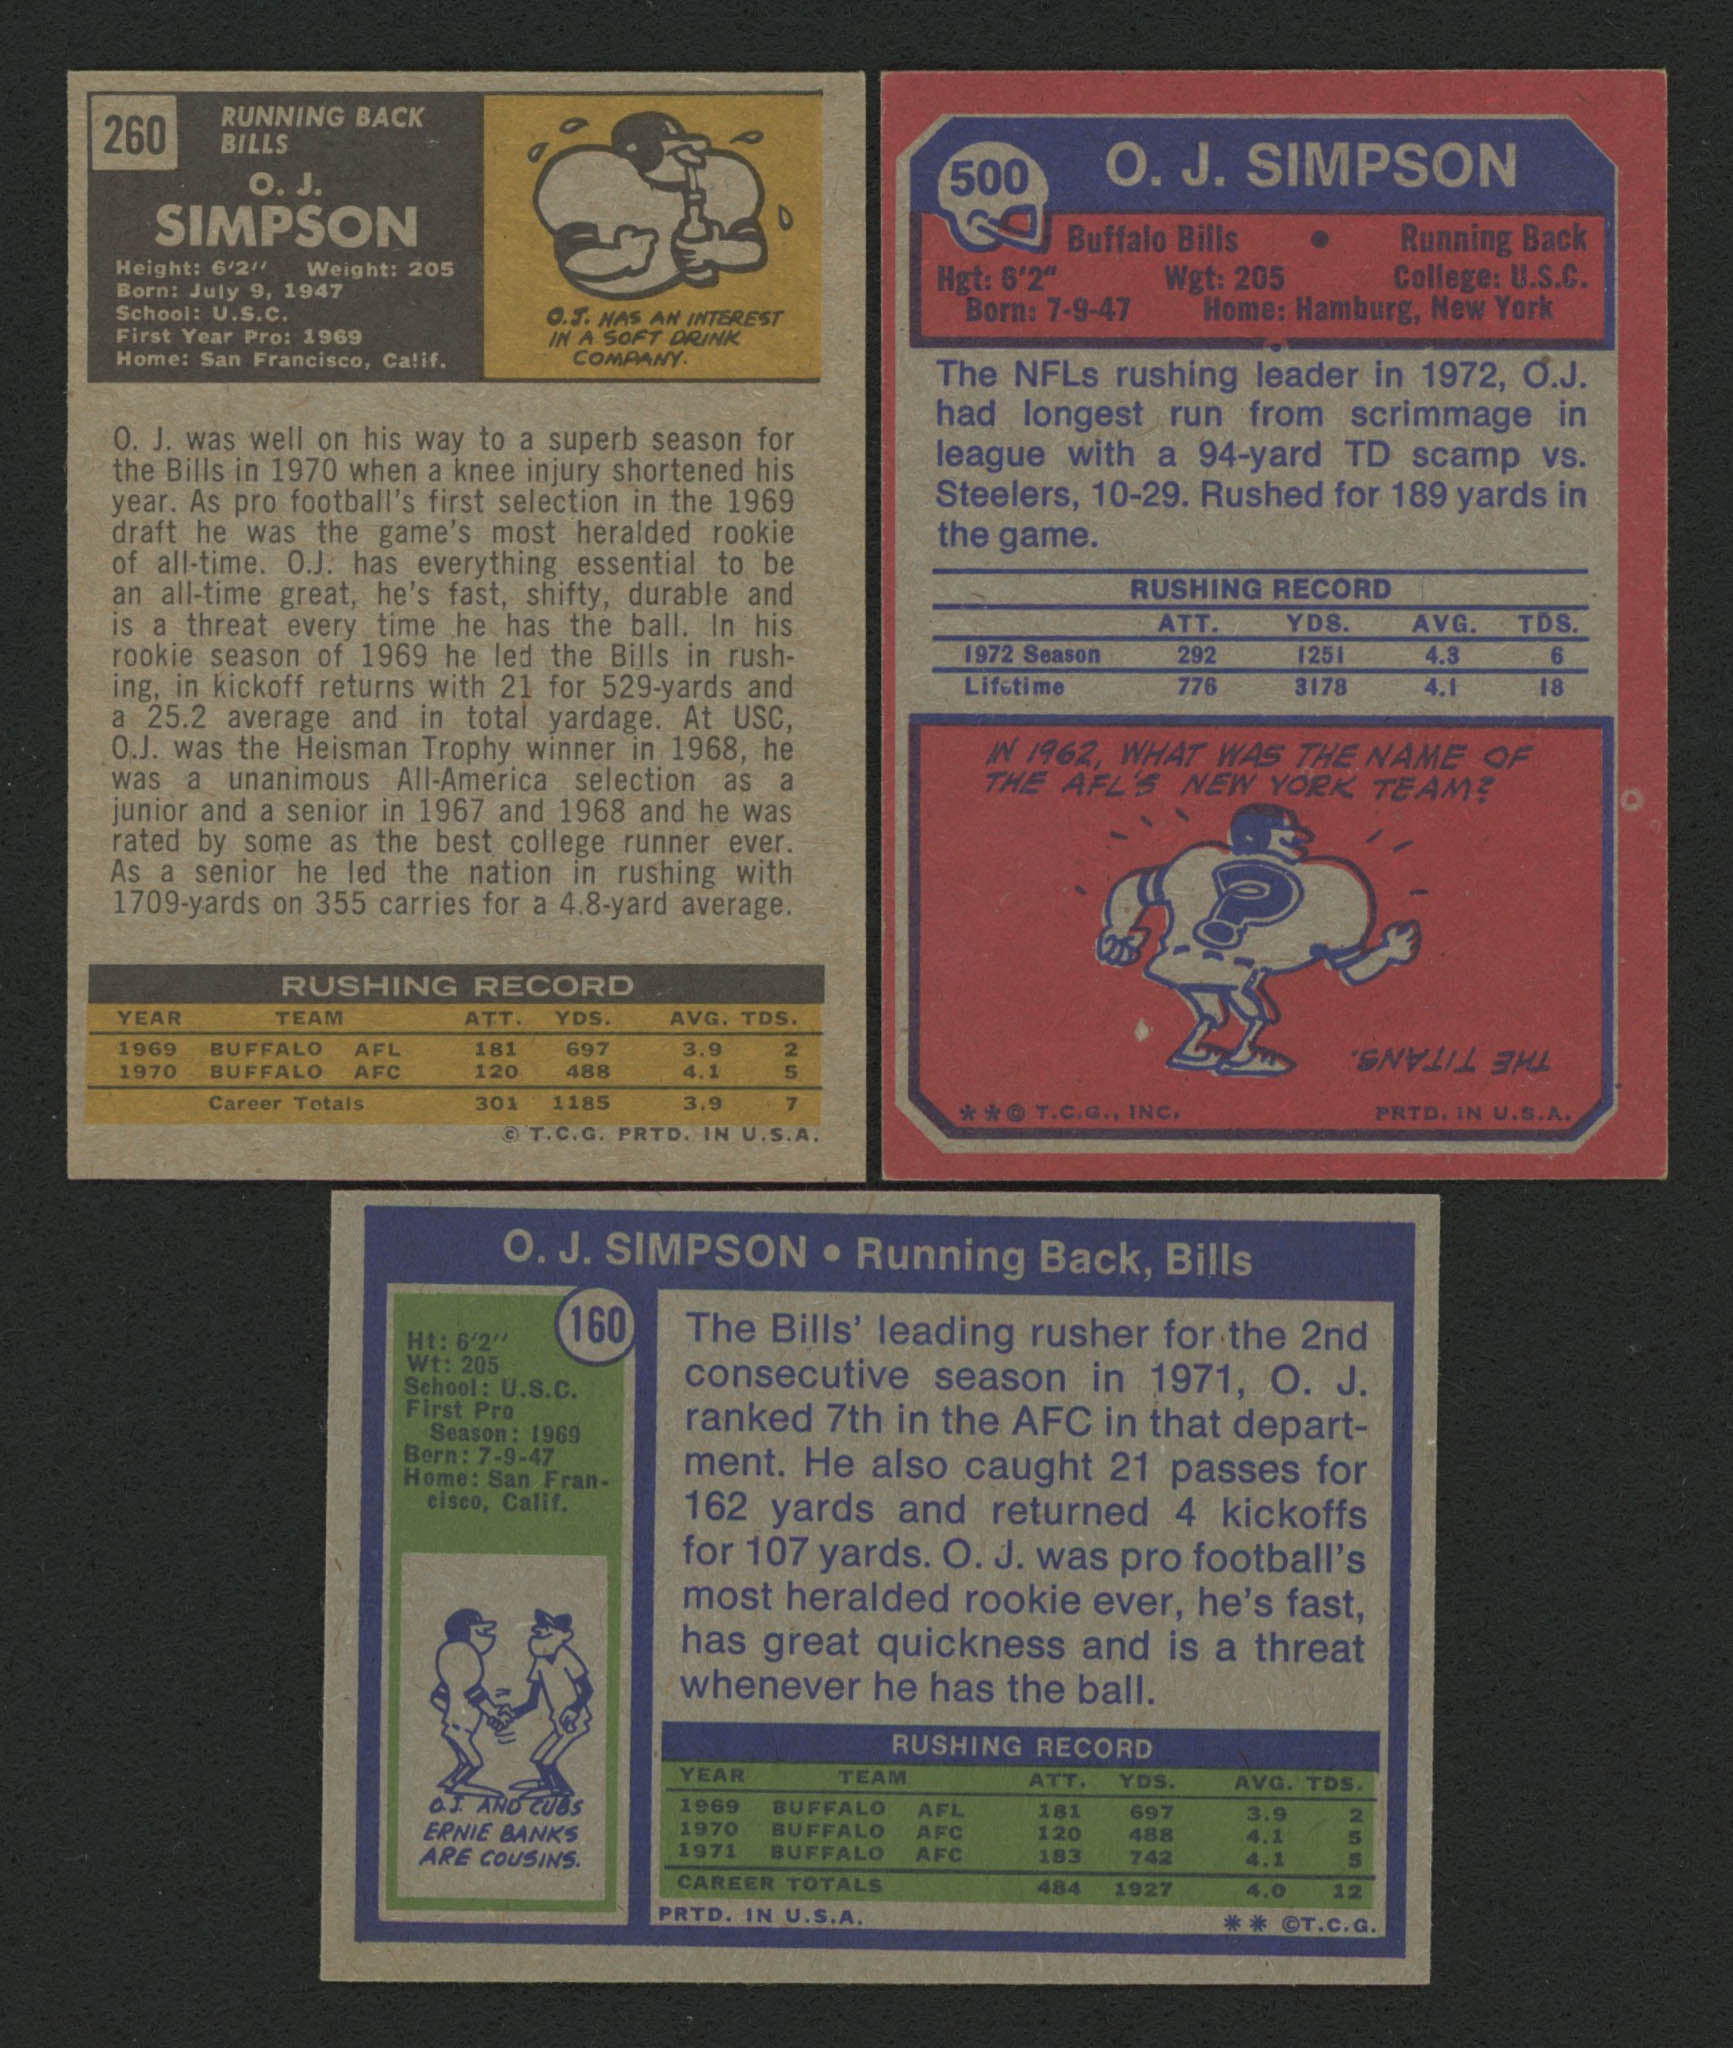 260
RUNNING BACK
BILLS
O. J.
SIMPSON
Height: 6'2'' Weight: 205
Born: July 9, 1947
School: U.S.C.
First Year Pro: 1969
Home: San Francisco, Calif.
O.J. HAS AN INTEREST
IN A SOFT DRINK
COMPANY.
O. J. was well on his way to a superb season for
the Bills in 1970 when a knee injury shortened his
year. As pro football's first selection in the 1969
draft he was the game's most heralded rookie
of all-time. O.J. has everything essential to be
an all-time great, he's fast, shifty, durable and
is a threat every time he has the ball. In his
rookie season of 1969 he led the Bills in rush-
ing, in kickoff returns with 21 for 529-yards and
a 25.2 average and in total yardage. At USC,
O.J. was the Heisman Trophy winner in 1968, he
was a unanimous All-America selection as a
junior and a senior in 1967 and 1968 and he was
rated by some as the best college runner ever.
As a senior he led the nation in rushing with
1709-yards on 355 carries for a 4.8-yard average.
RUSHING RECORD
YEAR TEAM ATT. YDS. AVG. TDS.
1969 BUFFALO AFL 181 697 3.9 2
1970 BUFFALO AFC 120 488 4.1 5
Career Totals 301 1185 3.9 7
© T.C.G. PRTD. IN U.S.A.
500
O. J. SIMPSON
Buffalo Bills • Running Back
Hgt: 6'2" Wgt: 205 College: U.S.C.
Born: 7-9-47 Home: Hamburg, New York
The NFLs rushing leader in 1972, O.J.
had longest run from scrimmage in
league with a 94-yard TD scamp vs.
Steelers, 10-29. Rushed for 189 yards in
the game.
RUSHING RECORD
ATT. YDS. AVG. TDS.
1972 Season 292 1251 4.3 6
Lifetime 776 3178 4.1 18
IN 1962, WHAT WAS THE NAME OF
THE AFL'S NEW YORK TEAM?
?
THE TITANS.
**© T.C.G., INC. PRTD. IN U.S.A.
O. J. SIMPSON • Running Back, Bills
160
Ht: 6'2''
Wt: 205
School: U.S.C.
First Pro
Season: 1969
Born: 7-9-47
Home: San Fran-
cisco, Calif.
O.J. AND CUBS
ERNIE BANKS
ARE COUSINS.
The Bills' leading rusher for the 2nd
consecutive season in 1971, O. J.
ranked 7th in the AFC in that depart-
ment. He also caught 21 passes for
162 yards and returned 4 kickoffs
for 107 yards. O. J. was pro football's
most heralded rookie ever, he's fast,
has great quickness and is a threat
whenever he has the ball.
RUSHING RECORD
YEAR TEAM ATT. YDS. AVG. TDS.
1969 BUFFALO AFL 181 697 3.9 2
1970 BUFFALO AFC 120 488 4.1 5
1971 BUFFALO AFC 183 742 4.1 5
CAREER TOTALS 484 1927 4.0 12
PRTD. IN U.S.A. ** ©T.C.G.